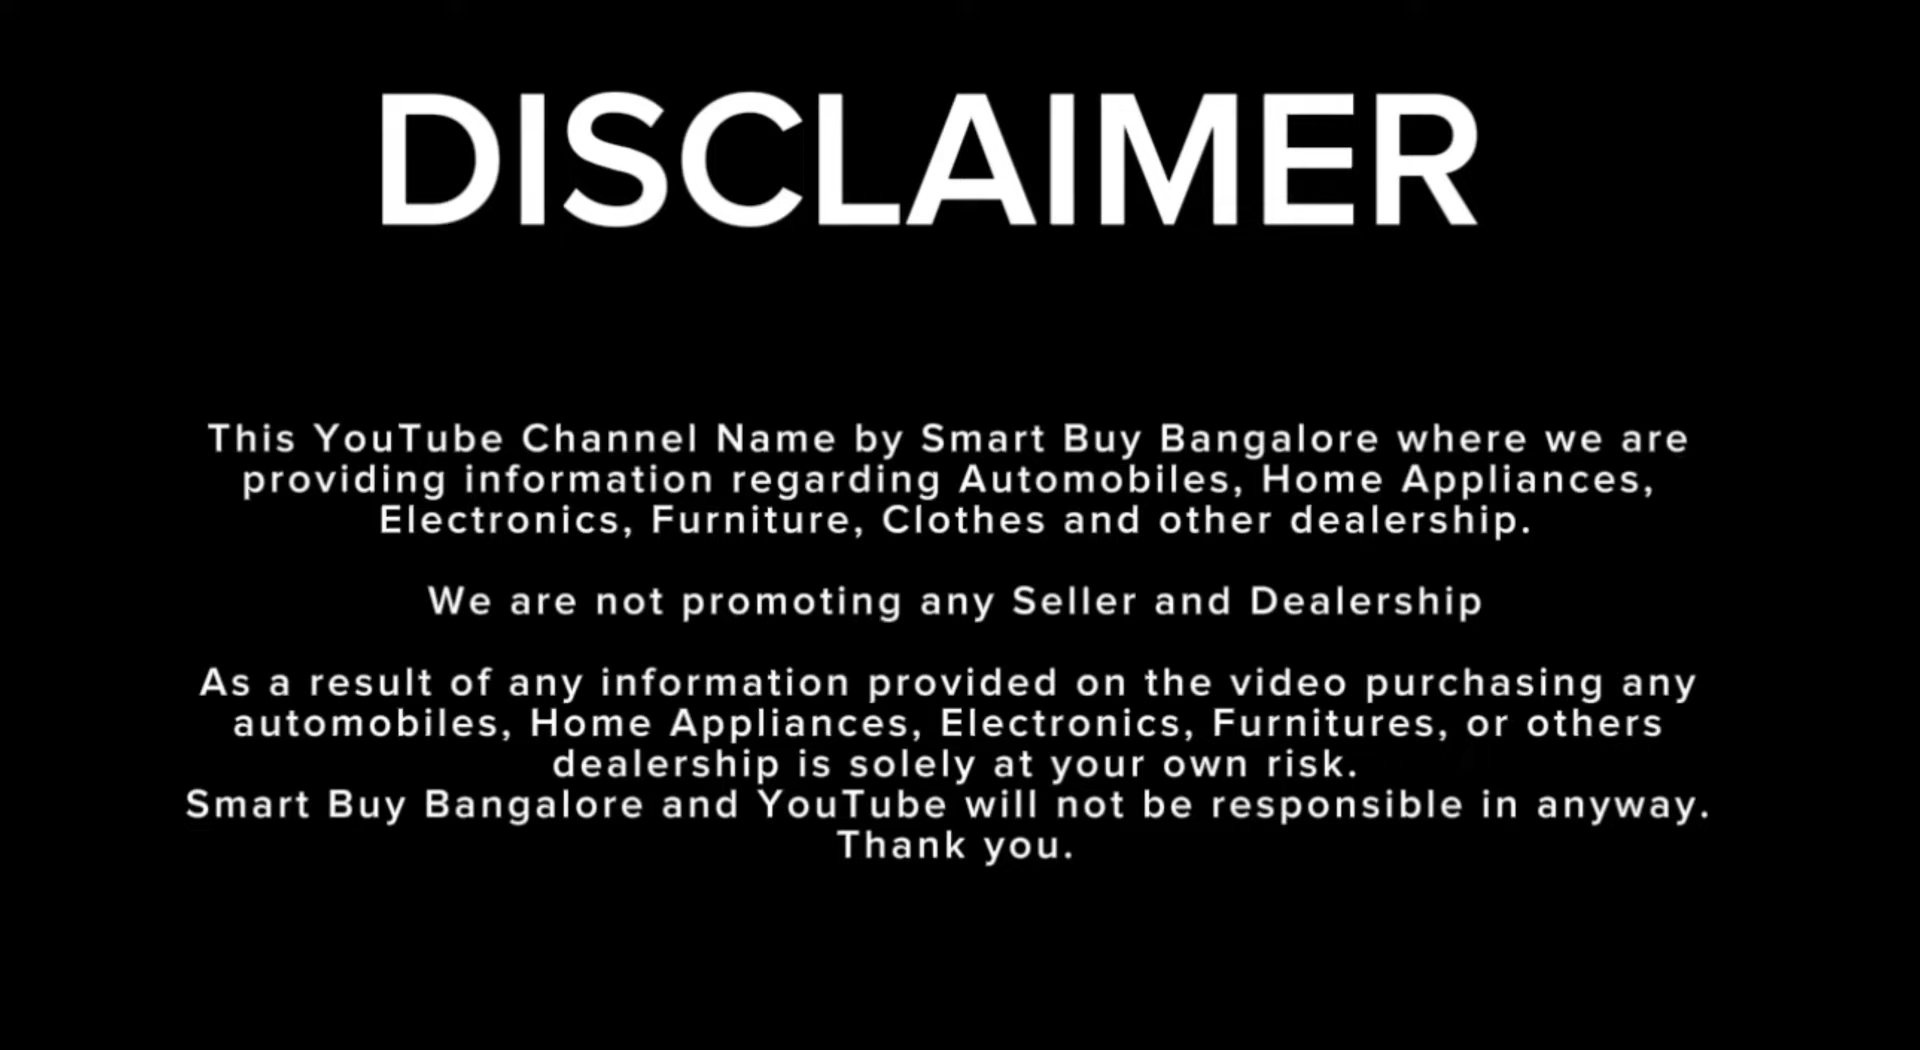 DISCLAIMER
This YouTube Channel Name by Smart Buy Bangalore where we are
providing information regarding Automobiles, Home Appliances,
Electronics, Furniture, Clothes and other dealership.
We are not promoting any Seller and Dealership
As a result of any information provided on the video purchasing any
automobiles, Home Appliances, Electronics, Furnitures, or others
dealership is solely at your own risk.
Smart Buy Bangalore and YouTube will not be responsible in anyway.
Thank you.